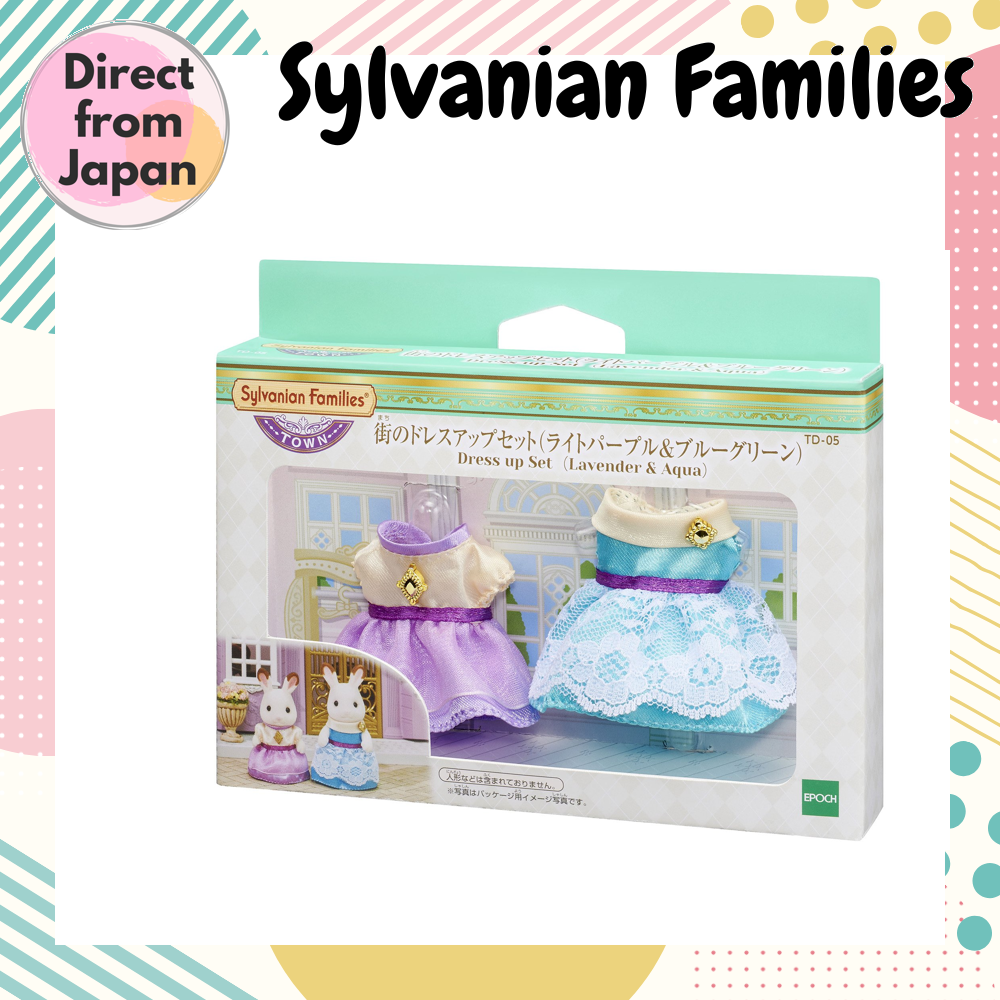 Direct
from
Japan
Sylvanian Families
Sylvanian Families®
TOWN
まち
街のドレスアップセット(ライトパープル&ブルーグリーン)
TD-05
Dress up Set (Lavender & Aqua)
人形などは含まれておりません。
※写真はパッケージ用イメージ写真です。
EPOCH